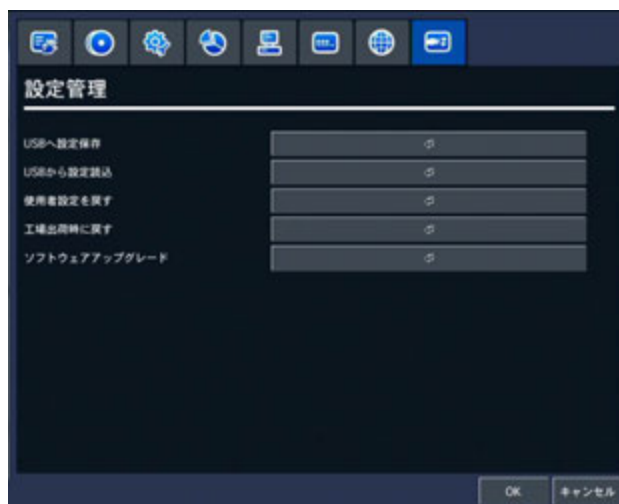 設定管理
USBへ設定保存
USBから設定読込
使用者設定を戻す
工場出荷時に戻す
ソフトウェアアップグレード
OK
キャンセル